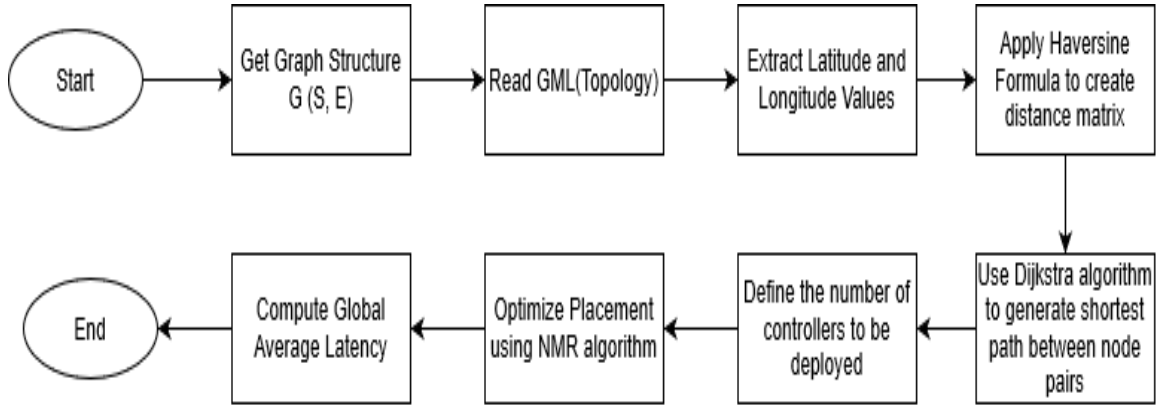 Start
Get Graph Structure
G (S, E)
Read GML(Topology)
Extract Latitude and
Longitude Values
Apply Haversine
Formula to create
distance matrix
Use Dijkstra algorithm
to generate shortest
path between node
pairs
Define the number of
controllers to be
deployed
Optimize Placement
using NMR algorithm
Compute Global
Average Latency
End